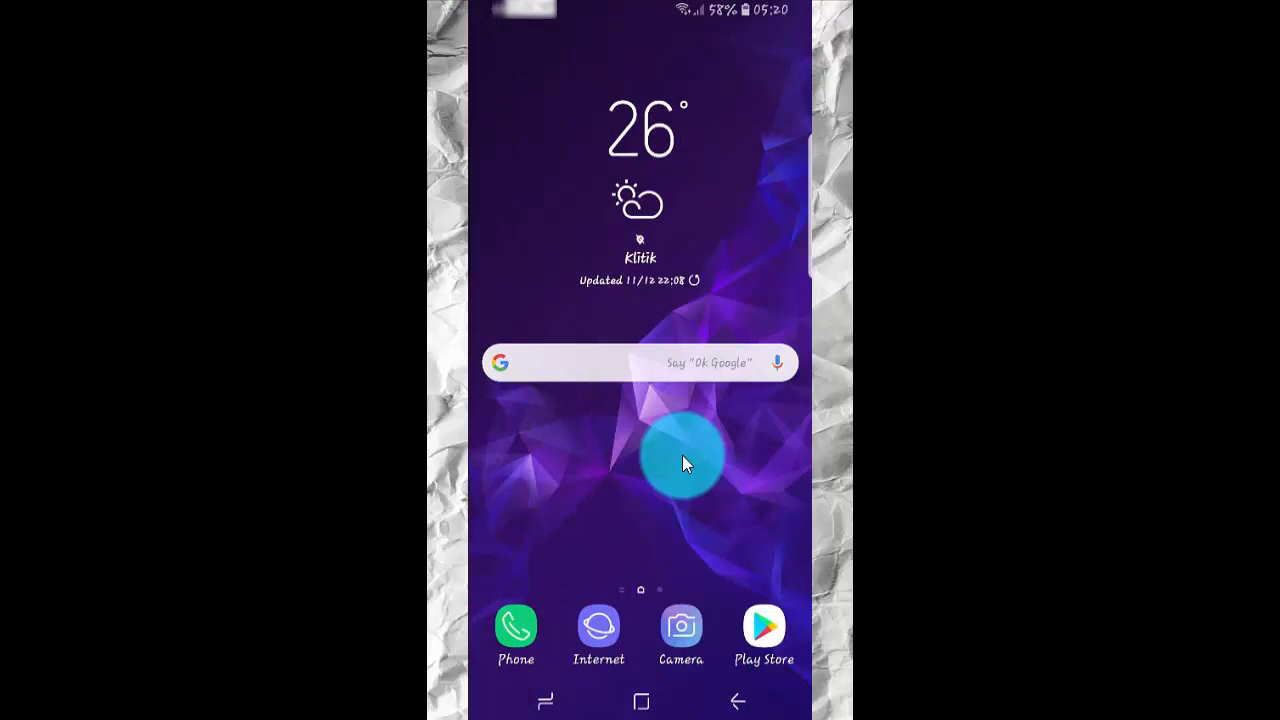 58% 05:20
26°
Klitik
Updated 11/12 22:08
Say "Ok Google"
Phone Internet Camera Play Store